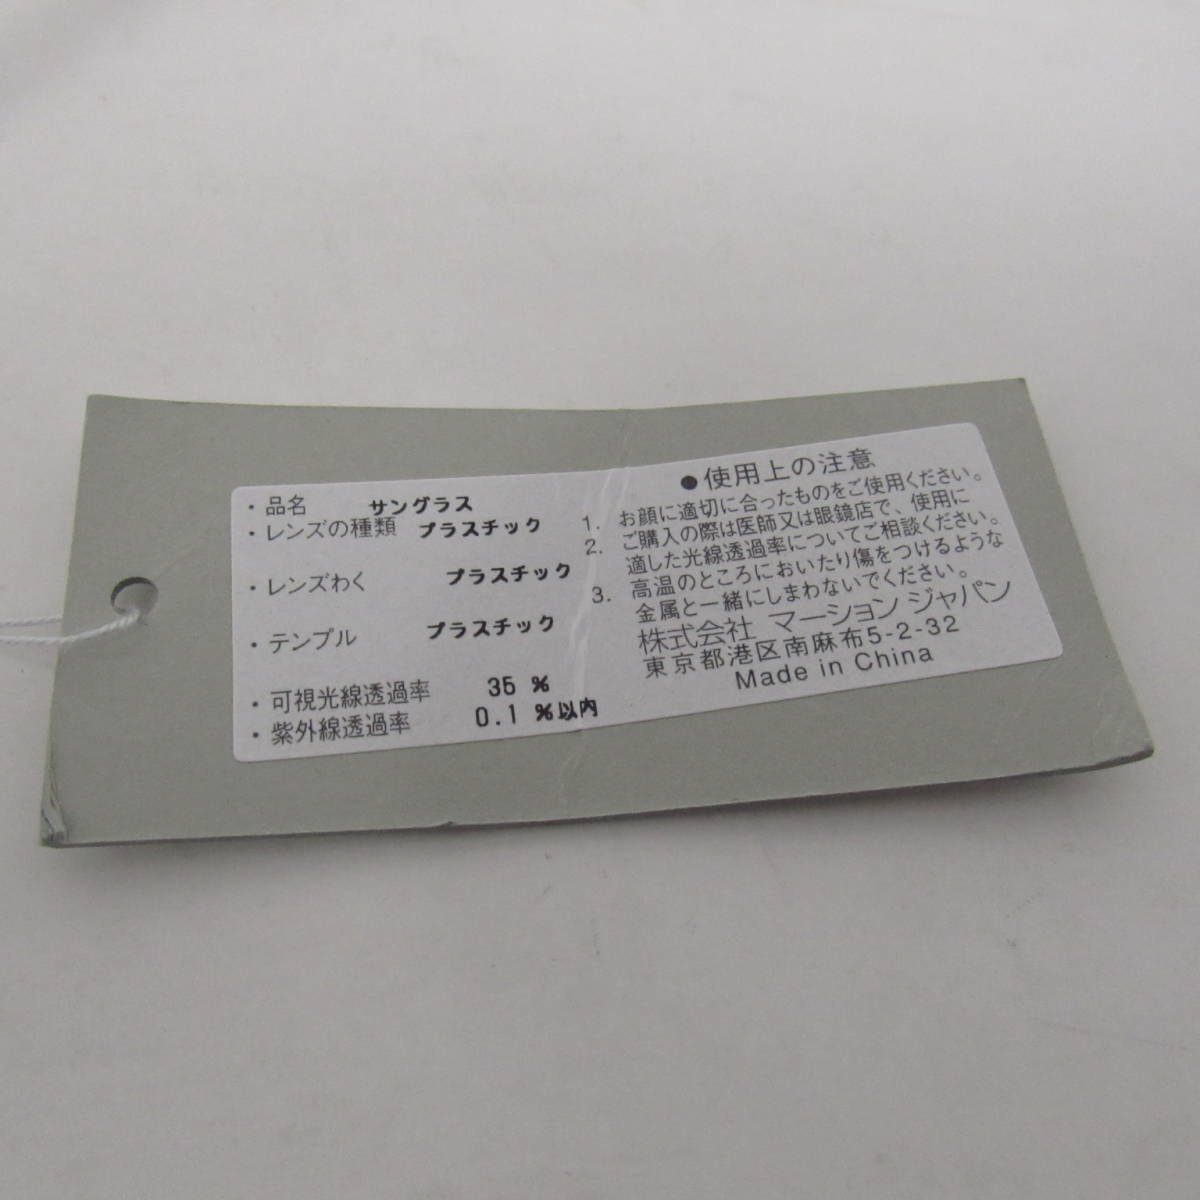 ・品名 サングラス
・レンズの種類 プラスチック
・レンズわく プラスチック
・テンプル プラスチック
・可視光線透過率 35 %
・紫外線透過率 0.1 %以内
●使用上の注意
1. お顔に適切に合ったものをご使用ください。
2. ご購入の際は医師又は眼鏡店で、使用に
適した光線透過率についてご相談ください。
3. 高温のところにおいたり傷をつけるような
金属と一緒にしまわないでください。
株式会社 マーション ジャパン
東京都港区南麻布5-2-32
Made in China